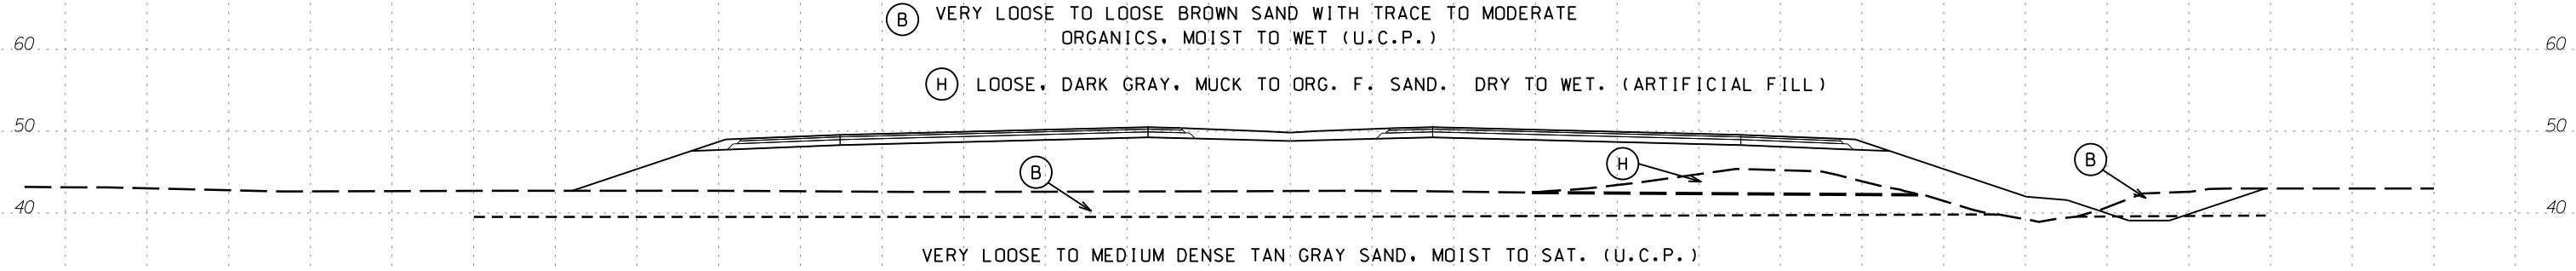 B VERY LOOSE TO LOOSE BROWN SAND WITH TRACE TO MODERATE
ORGANICS, MOIST TO WET (U.C.P.)
60 60
H LOOSE, DARK GRAY, MUCK TO ORG. F. SAND. DRY TO WET. (ARTIFICIAL FILL)
50 50
B H B
40 40
VERY LOOSE TO MEDIUM DENSE TAN GRAY SAND, MOIST TO SAT. (U.C.P.)